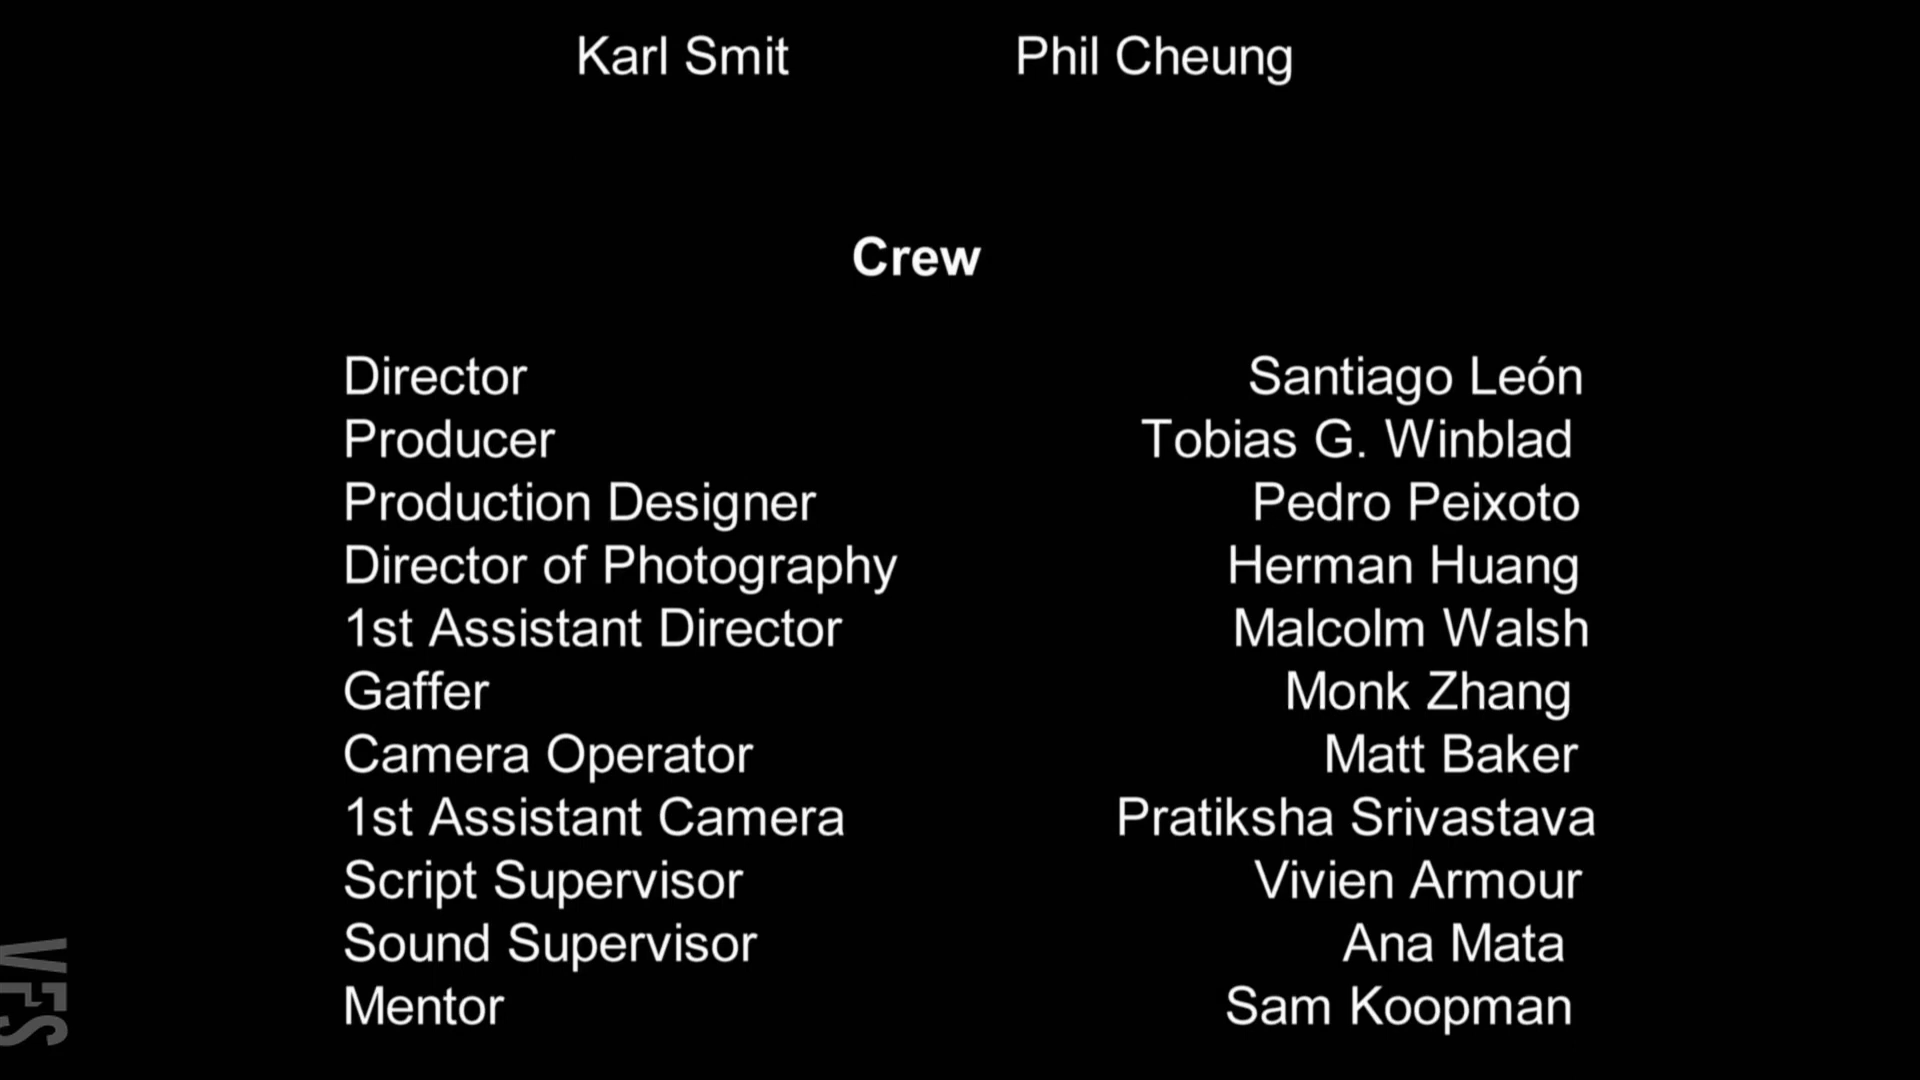 Karl Smit Phil Cheung
Crew
Director Santiago León
Producer Tobias G. Winblad
Production Designer Pedro Peixoto
Director of Photography Herman Huang
1st Assistant Director Malcolm Walsh
Gaffer Monk Zhang
Camera Operator Matt Baker
1st Assistant Camera Pratiksha Srivastava
Script Supervisor Vivien Armour
Sound Supervisor Ana Mata
Mentor Sam Koopman
VFS